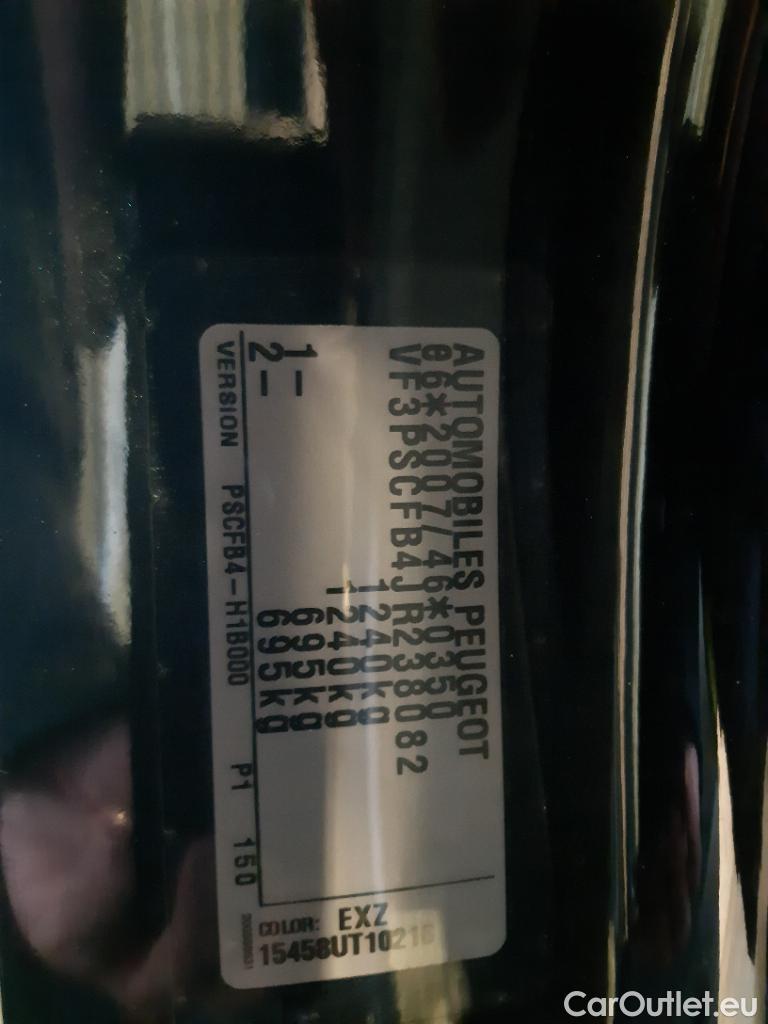 AUTOMOBILES PEUGEOT
e6*2007/46*0350
VF3PSCFB4JR238082
1240kg
1240kg
1- 695kg
2- 695kg
VERSION PSCFB4-H1B000 P1 150
COLOR: EXZ
15458UT10216
CarOutlet.eu